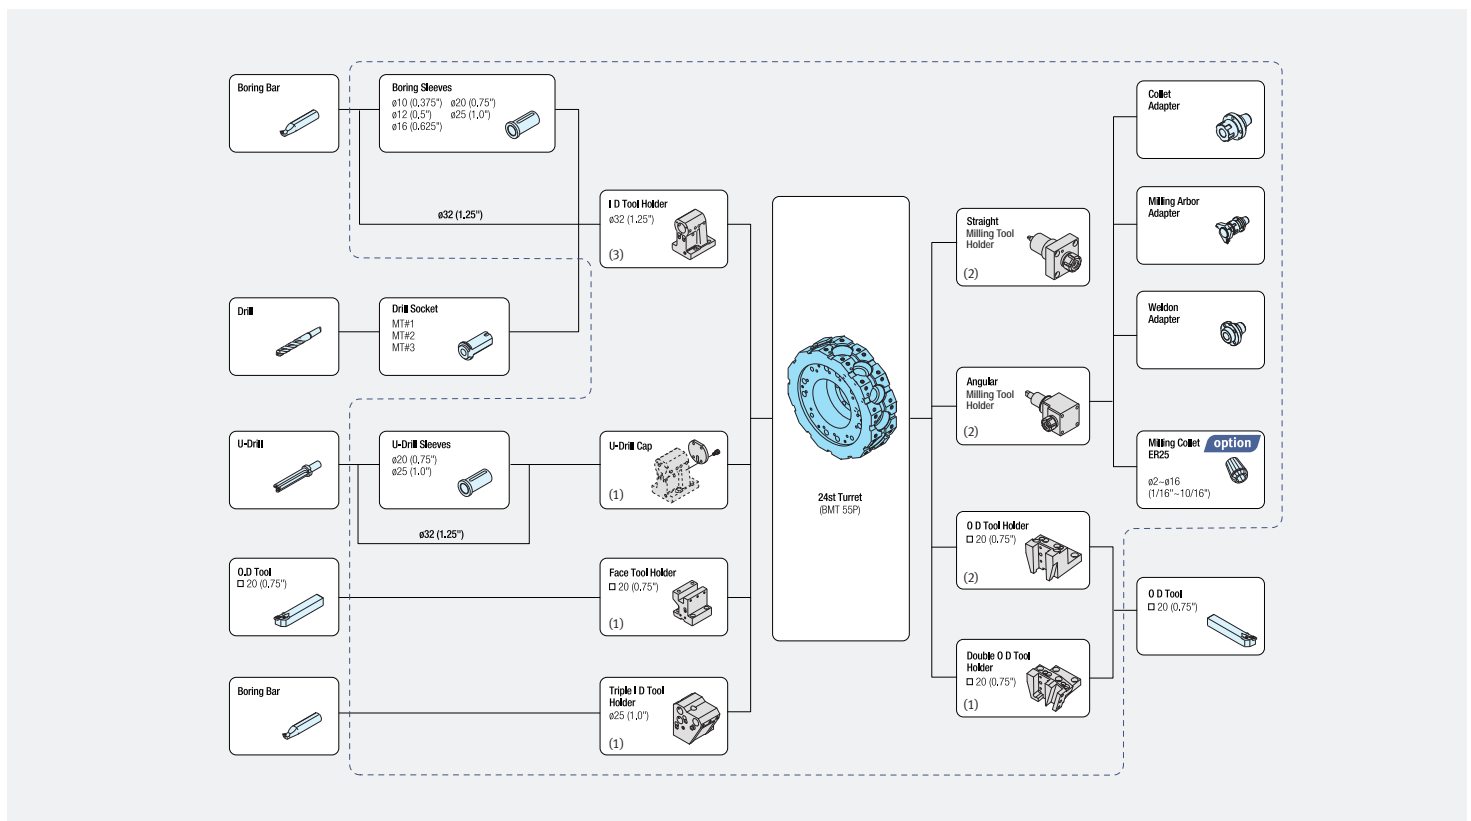 Boring Bar
Boring Sleeves
ø10 (0.375") ø20 (0.75")
ø12 (0.5") ø25 (1.0")
ø16 (0.625")
ø32 (1.25")
I D Tool Holder
ø32 (1.25")
(3)
Drill
Drill Socket
MT#1
MT#2
MT#3
U-Drill
U-Drill Sleeves
ø20 (0.75")
ø25 (1.0")
ø32 (1.25")
U-Drill Cap
(1)
O.D Tool
□ 20 (0.75")
Face Tool Holder
□ 20 (0.75")
(1)
Boring Bar
Triple I D Tool
Holder
ø25 (1.0")
(1)
24st Turret
(BMT 55P)
Straight
Milling Tool
Holder
(2)
Angular
Milling Tool
Holder
(2)
O D Tool Holder
□ 20 (0.75")
(2)
Double O D Tool
Holder
□ 20 (0.75")
(1)
Collet
Adapter
Milling Arbor
Adapter
Weldon
Adapter
Milling Collet option
ER25
ø2~ø16
(1/16"~10/16")
O D Tool
□ 20 (0.75")